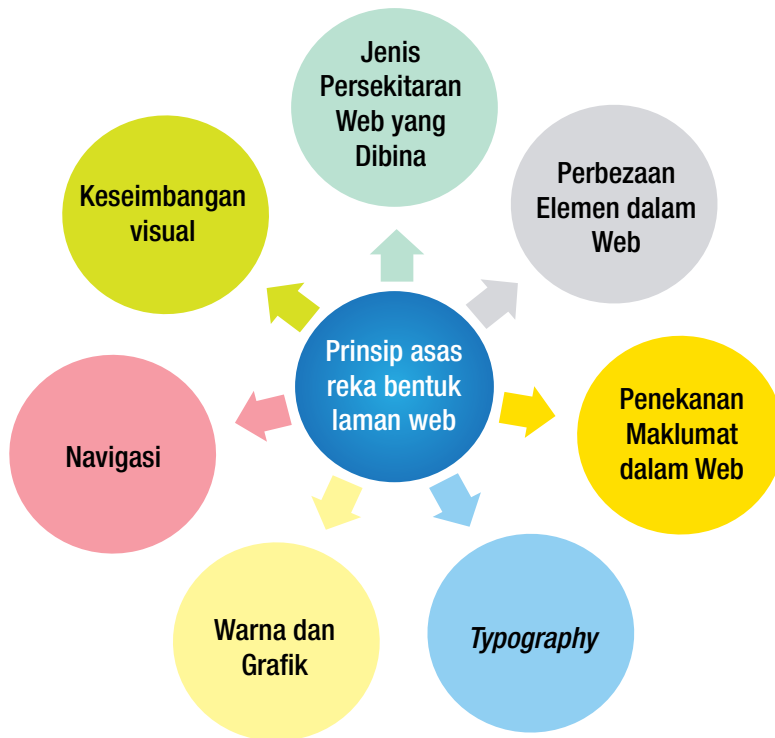 Jenis
Persekitaran
Web yang
Dibina
Perbezaan
Elemen dalam
Web
Penekanan
Maklumat
dalam Web
Typography
Warna dan
Grafik
Navigasi
Keseimbangan
visual
Prinsip asas
reka bentuk
laman web